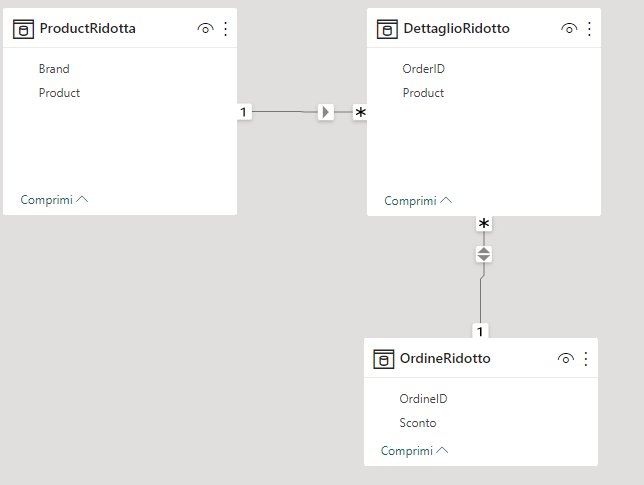 ProductRidotta
Brand
Product
Comprimi
1
*
DettaglioRidotto
OrderID
Product
Comprimi
*
1
OrdineRidotto
OrdineID
Sconto
Comprimi